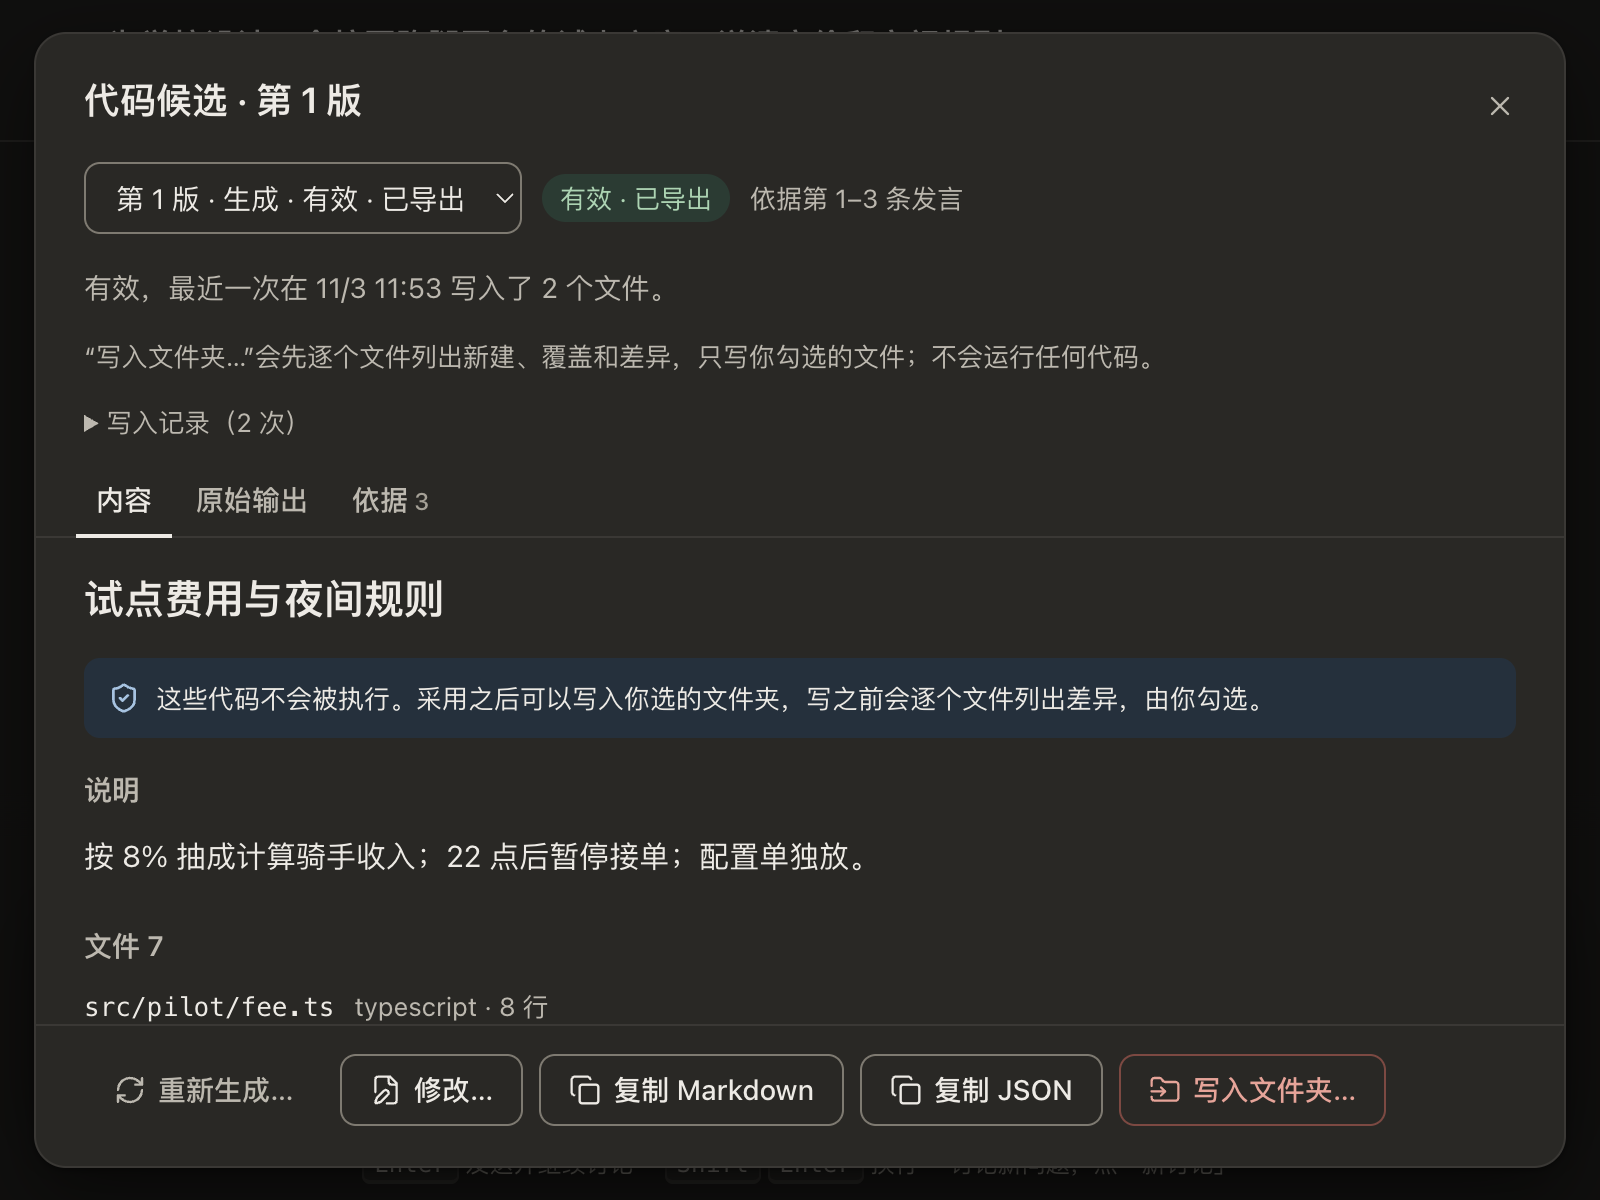 代码候选 · 第 1 版
第 1 版 · 生成 · 有效 · 已导出
有效 · 已导出
依据第 1–3 条发言
有效，最近一次在 11/3 11:53 写入了 2 个文件。
“写入文件夹…”会先逐个文件列出新建、覆盖和差异，只写你勾选的文件；不会运行任何代码。
写入记录（2 次）
内容
原始输出
依据 3
试点费用与夜间规则
这些代码不会被执行。采用之后可以写入你选的文件夹，写之前会逐个文件列出差异，由你勾选。
说明
按 8% 抽成计算骑手收入；22 点后暂停接单；配置单独放。
文件 7
src/pilot/fee.ts typescript · 8 行
重新生成…
修改…
复制 Markdown
复制 JSON
写入文件夹…